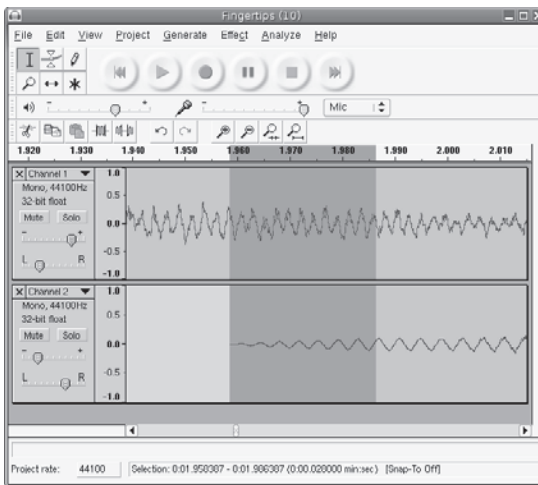 Fingertips (10)
File Edit View Project Generate Effect Analyze Help
Mic
1.920 1.930 1.940 1.950 1.960 1.970 1.980 1.990 2.000 2.010
Channel 1
Mono, 44100Hz
32-bit float
Mute Solo
- +
L R
1.0
0.5
0.0
-0.5
-1.0
Channel 2
Mono, 44100Hz
32-bit float
Mute Solo
- +
L R
1.0
0.5
0.0
-0.5
-1.0
Project rate: 44100 Selection: 0:01.958387 - 0:01.986387 (0:00.028000 min:sec) [Snap-To Off]